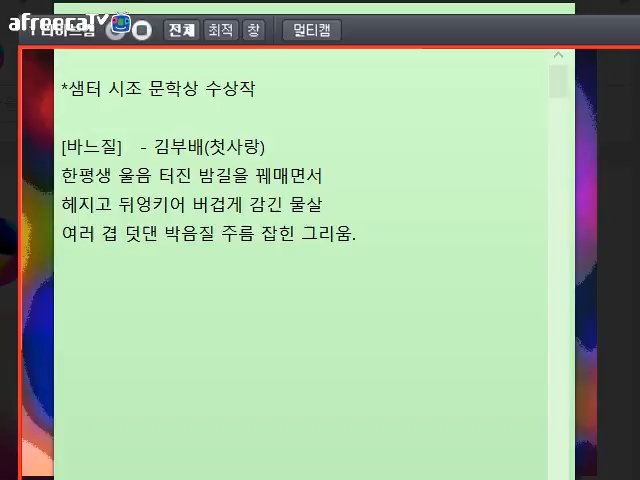 afreecaTV
전체 최적 창 멀티캠
*샘터 시조 문학상 수상작
[바느질] - 김부배(첫사랑)
한평생 울음 터진 밤길을 꿰매면서
헤지고 뒤엉키어 버겁게 감긴 물살
여러 겹 덧댄 박음질 주름 잡힌 그리움.